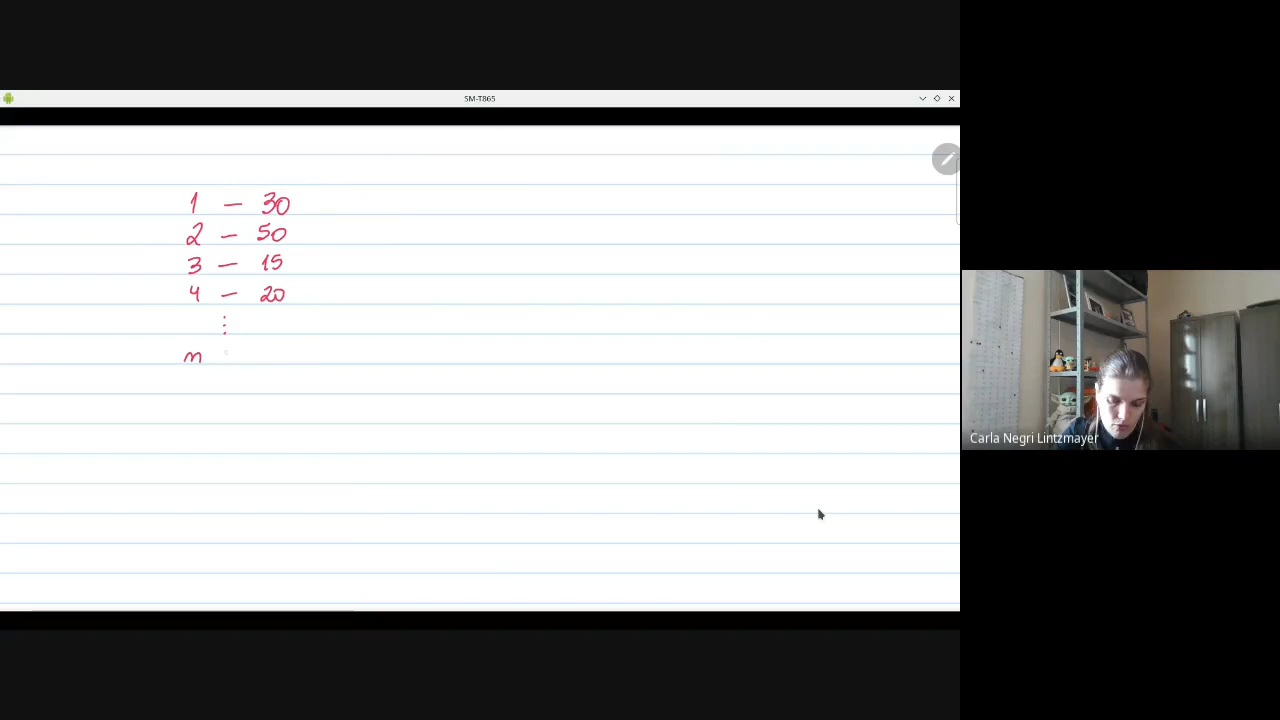 SM-T865
1 – 30
2 – 50
3 – 15
4 – 20
⋮
n
Carla Negri Lintzmayer